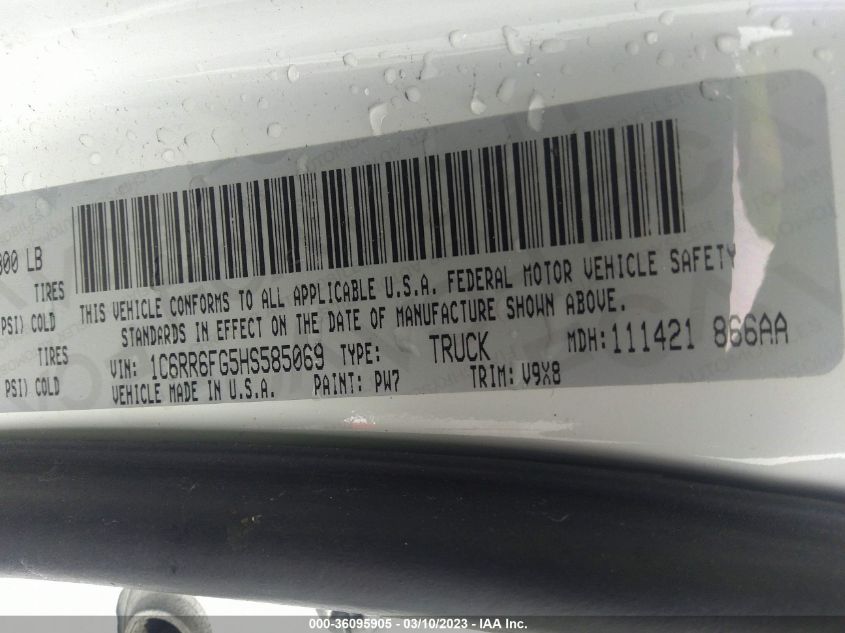 300 LB
TIRES
PSI) COLD
TIRES
PSI) COLD
THIS VEHICLE CONFORMS TO ALL APPLICABLE U.S.A. FEDERAL MOTOR VEHICLE SAFETY
STANDARDS IN EFFECT ON THE DATE OF MANUFACTURE SHOWN ABOVE.
VIN: 1C6RR6FG5HS585069 TYPE: TRUCK MDH:111421 866AA
VEHICLE MADE IN U.S.A. PAINT: PW7 TRIM: V9X8
000-36095905 - 03/10/2023 - IAA Inc.